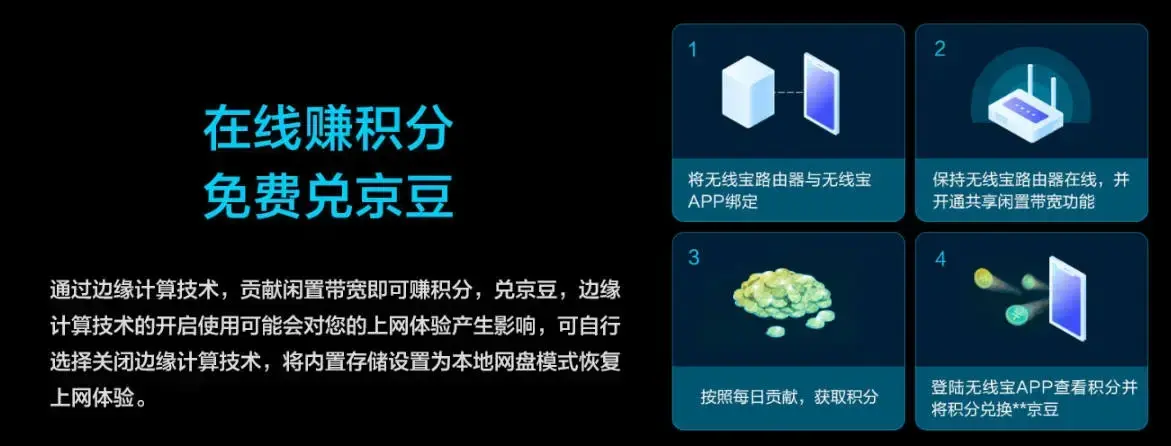 在线赚积分
免费兑京豆
通过边缘计算技术，贡献闲置带宽即可赚积分，兑京豆，边缘
计算技术的开启使用可能会对您的上网体验产生影响，可自行
选择关闭边缘计算技术，将内置存储设置为本地网盘模式恢复
上网体验。
1
将无线宝路由器与无线宝
APP绑定
2
保持无线宝路由器在线，并
开通共享闲置带宽功能
3
按照每日贡献，获取积分
4
登陆无线宝APP查看积分并
将积分兑换**京豆